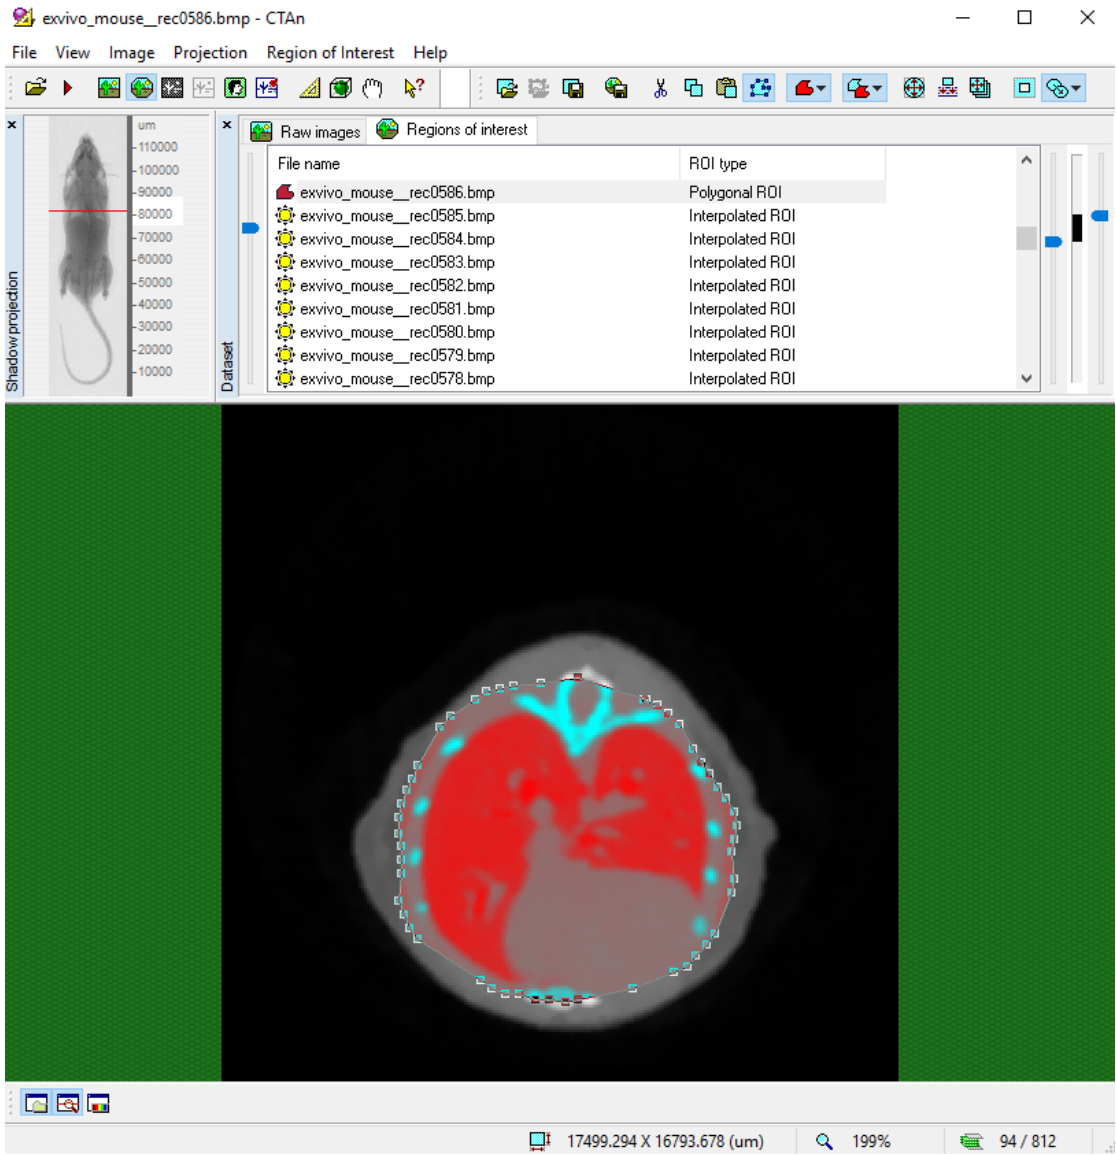 exvivo_mouse__rec0586.bmp - CTAn
File View Image Projection Region of Interest Help
Shadow projection
um
110000
100000
90000
80000
70000
60000
50000
40000
30000
20000
10000
Dataset
Raw images Regions of interest
File name ROI type
exvivo_mouse__rec0586.bmp Polygonal ROI
exvivo_mouse__rec0585.bmp Interpolated ROI
exvivo_mouse__rec0584.bmp Interpolated ROI
exvivo_mouse__rec0583.bmp Interpolated ROI
exvivo_mouse__rec0582.bmp Interpolated ROI
exvivo_mouse__rec0581.bmp Interpolated ROI
exvivo_mouse__rec0580.bmp Interpolated ROI
exvivo_mouse__rec0579.bmp Interpolated ROI
exvivo_mouse__rec0578.bmp Interpolated ROI
17499.294 X 16793.678 (um) 199% 94 / 812